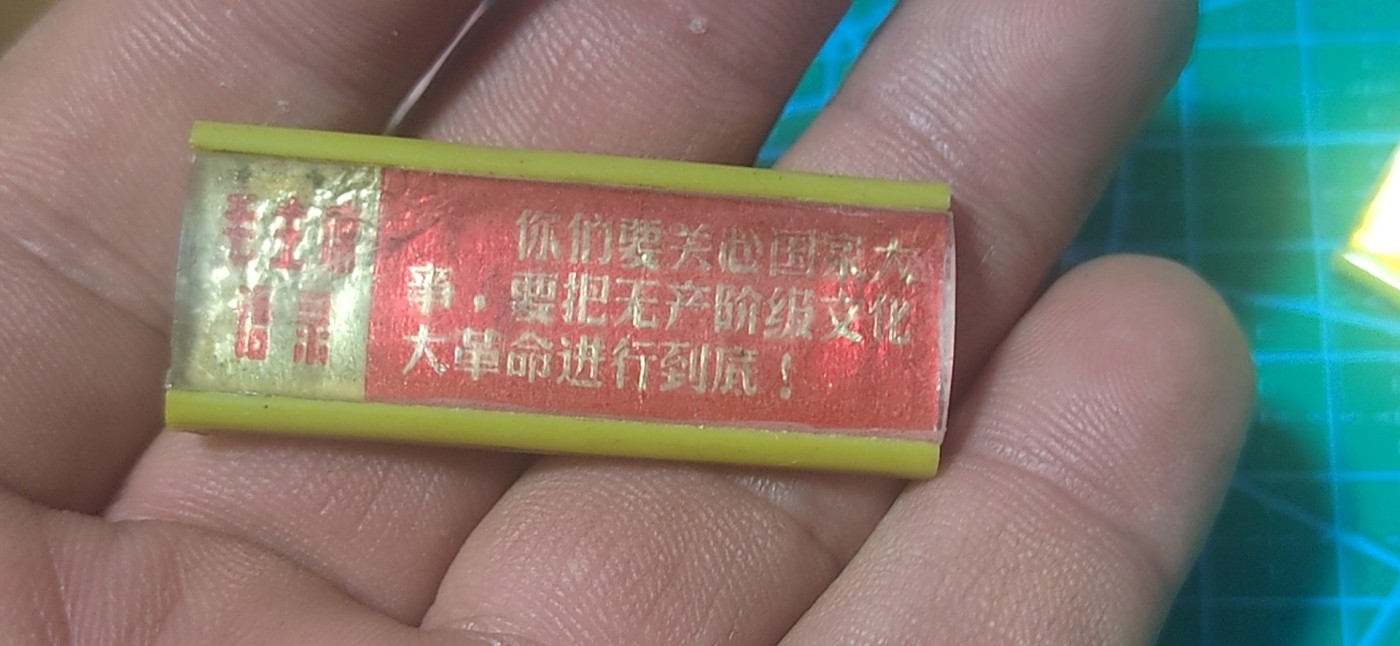 毛主席
语录
你们要关心国家大
事,要把无产阶级文化
大革命进行到底!